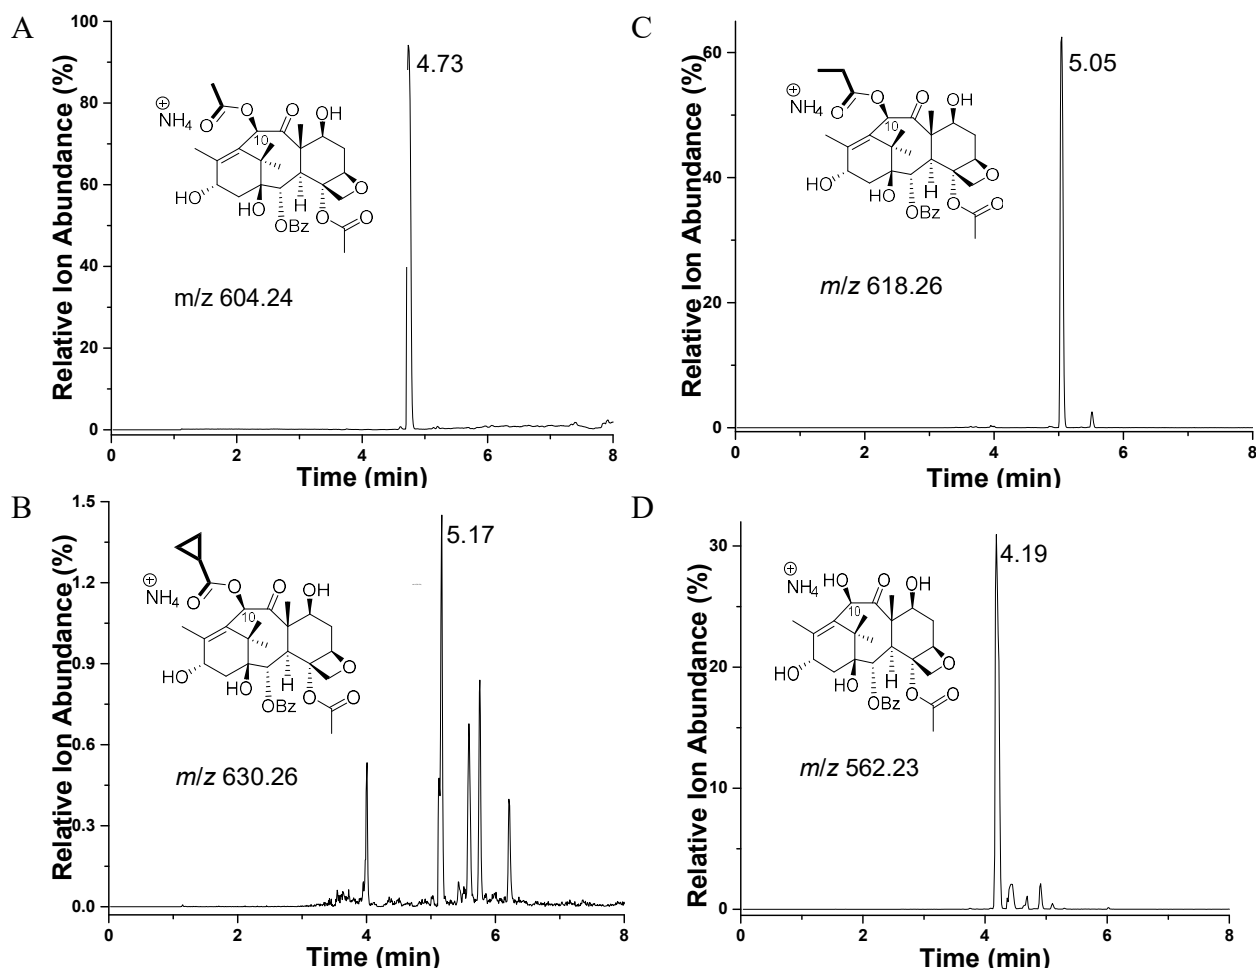 A
100
80
60
40
20
0
Relative Ion Abundance (%)
4.73
⊕
NH4
O
O
O
OH
10
HO
HO
H
OBz
O
O
O
m/z 604.24
0 2 4 6 8
Time (min)
C
60
40
20
0
Relative Ion Abundance (%)
5.05
⊕
NH4
O
O
O
OH
10
HO
HO
H
OBz
O
O
O
m/z 618.26
0 2 4 6 8
Time (min)
B
1.5
1.2
0.9
0.6
0.3
0.0
Relative Ion Abundance (%)
5.17
⊕
NH4
O
O
O
OH
10
HO
HO
H
OBz
O
O
O
m/z 630.26
0 2 4 6 8
Time (min)
D
30
20
10
0
Relative Ion Abundance (%)
4.19
⊕
NH4
HO
O
OH
10
HO
HO
H
OBz
O
O
O
m/z 562.23
0 2 4 6 8
Time (min)